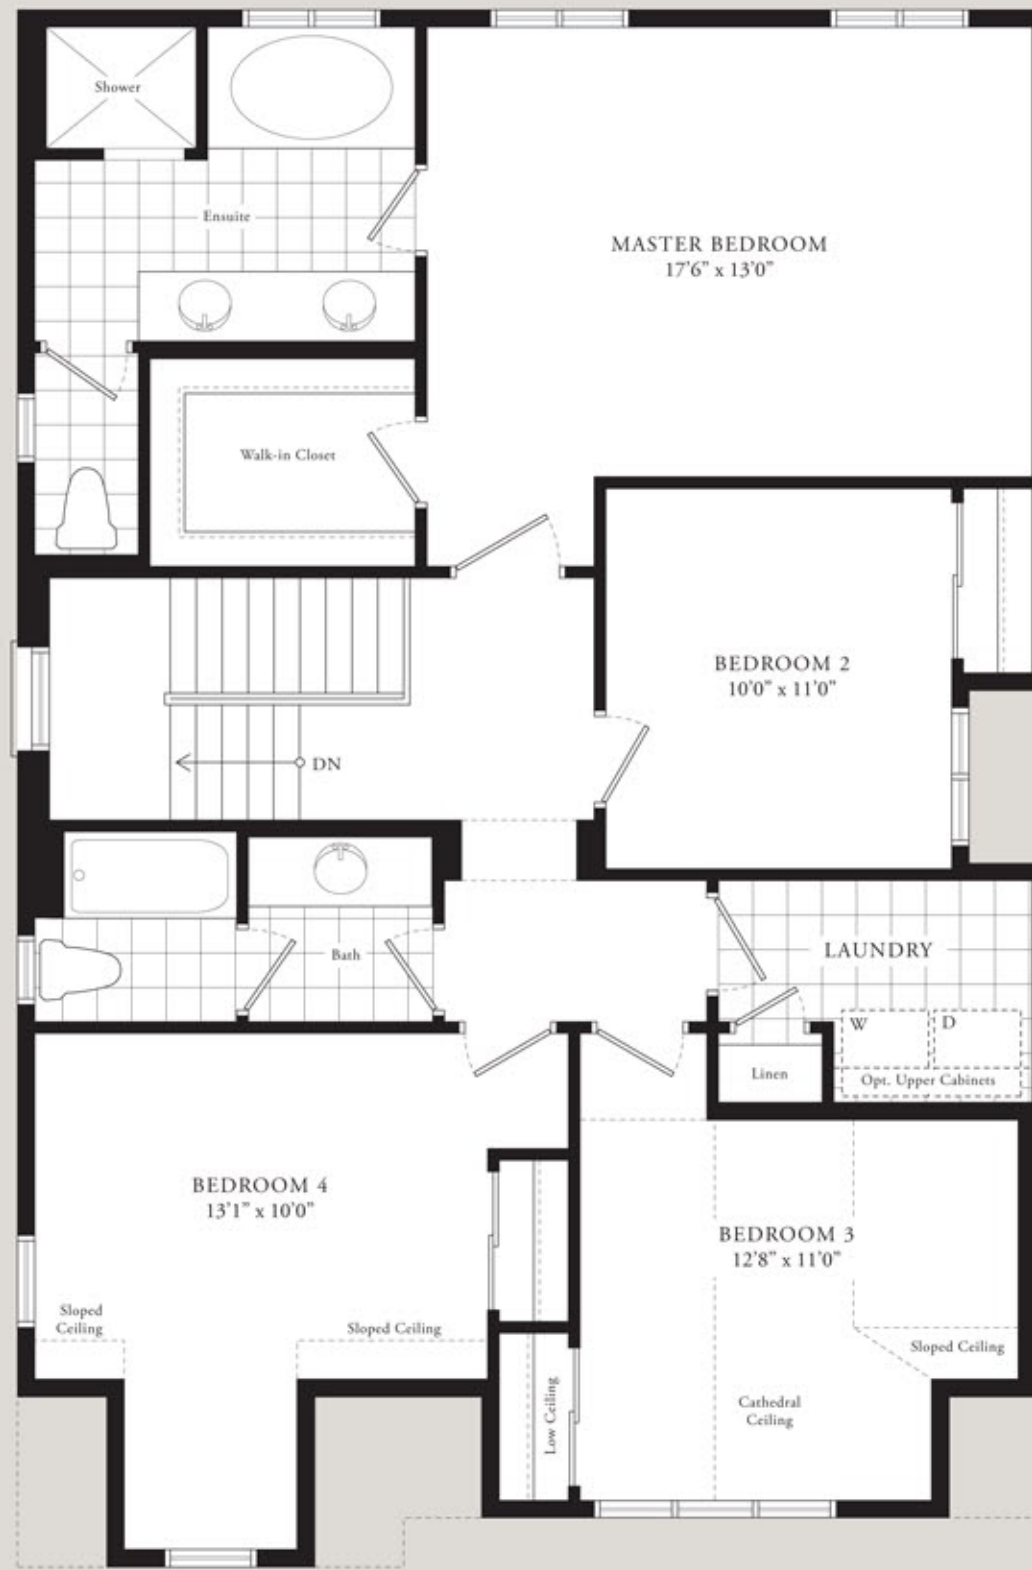 Shower
Ensuite
MASTER BEDROOM
17'6” x 13'0”
Walk-in Closet
BEDROOM 2
10'0” x 11'0”
DN
Bath
LAUNDRY
W
D
Linen
Opt. Upper Cabinets
BEDROOM 4
13'1” x 10'0”
BEDROOM 3
12'8” x 11'0”
Sloped
Ceiling
Sloped Ceiling
Sloped Ceiling
Low Ceiling
Cathedral
Ceiling